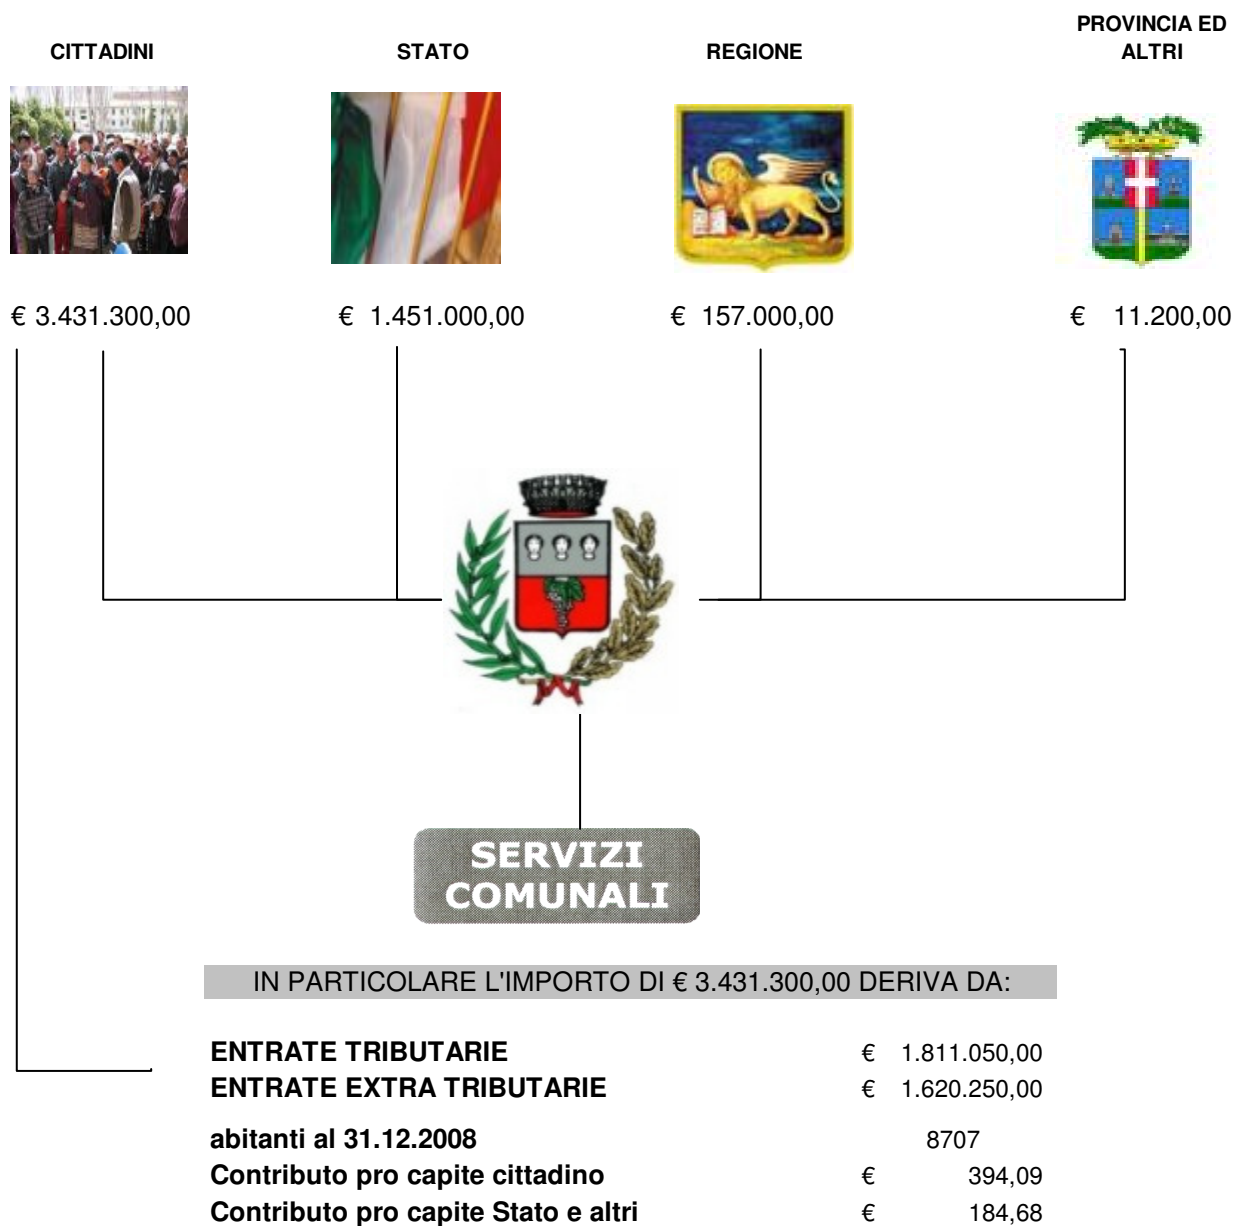 CITTADINI
STATO
REGIONE
PROVINCIA ED
ALTRI
€ 3.431.300,00
€ 1.451.000,00
€ 157.000,00
€ 11.200,00
SERVIZI
COMUNALI
IN PARTICOLARE L'IMPORTO DI € 3.431.300,00 DERIVA DA:
ENTRATE TRIBUTARIE € 1.811.050,00
ENTRATE EXTRA TRIBUTARIE € 1.620.250,00
abitanti al 31.12.2008 8707
Contributo pro capite cittadino € 394,09
Contributo pro capite Stato e altri € 184,68